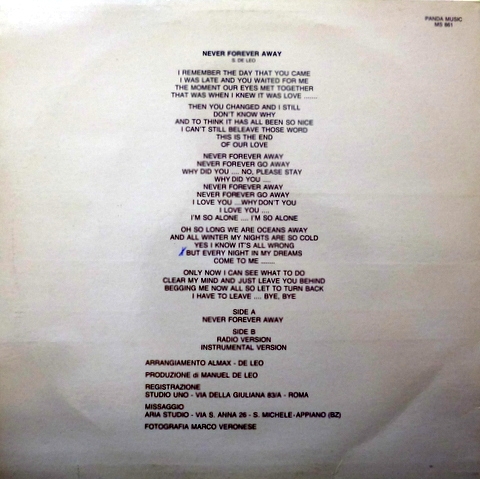 PANDA MUSIC
MS 861
NEVER FOREVER AWAY
S. DE LEO
I REMEMBER THE DAY THAT YOU CAME
I WAS LATE AND YOU WAITED FOR ME
THE MOMENT OUR EYES MET TOGETHER
THAT WAS WHEN I KNEW IT WAS LOVE .......
THEN YOU CHANGED AND I STILL
DON'T KNOW WHY
AND TO THINK IT HAS ALL BEEN SO NICE
I CAN'T STILL BELEAVE THOSE WORD
THIS IS THE END
OF OUR LOVE
NEVER FOREVER AWAY
NEVER FOREVER GO AWAY
WHY DID YOU .... NO, PLEASE STAY
WHY DID YOU ....
NEVER FOREVER AWAY
NEVER FOREVER GO AWAY
I LOVE YOU ...WHY DON'T YOU
I LOVE YOU ....
I'M SO ALONE .... I'M SO ALONE
OH SO LONG WE ARE OCEANS AWAY
AND ALL WINTER MY NIGHTS ARE SO COLD
YES I KNOW IT'S ALL WRONG
BUT EVERY NIGHT IN MY DREAMS
COME TO ME .......
ONLY NOW I CAN SEE WHAT TO DO
CLEAR MY MIND AND JUST LEAVE YOU BEHIND
BEGGING ME NOW ALL SO LET TO TURN BACK
I HAVE TO LEAVE .... BYE, BYE
SIDE A
NEVER FOREVER AWAY
SIDE B
RADIO VERSION
INSTRUMENTAL VERSION
ARRANGIAMENTO ALMAX - DE LEO
PRODUZIONE di MANUEL DE LEO
REGISTRAZIONE
STUDIO UNO - VIA DELLA GIULIANA 83/A - ROMA
MISSAGGIO
ARIA STUDIO - VIA S. ANNA 26 - S. MICHELE-APPIANO (BZ)
FOTOGRAFIA MARCO VERONESE